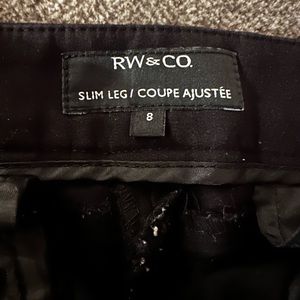 RW&CO.
SLIM LEG / COUPE AJUSTÉE
8